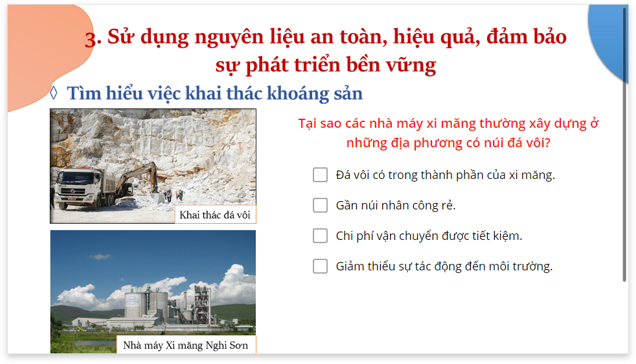 3. Sử dụng nguyên liệu an toàn, hiệu quả, đảm bảo
sự phát triển bền vững
◊ Tìm hiểu việc khai thác khoáng sản
Khai thác đá vôi
Nhà máy Xi măng Nghi Sơn
Tại sao các nhà máy xi măng thường xây dựng ở
những địa phương có núi đá vôi?
Đá vôi có trong thành phần của xi măng.
Gần núi nhân công rẻ.
Chi phí vận chuyển được tiết kiệm.
Giảm thiểu sự tác động đến môi trường.